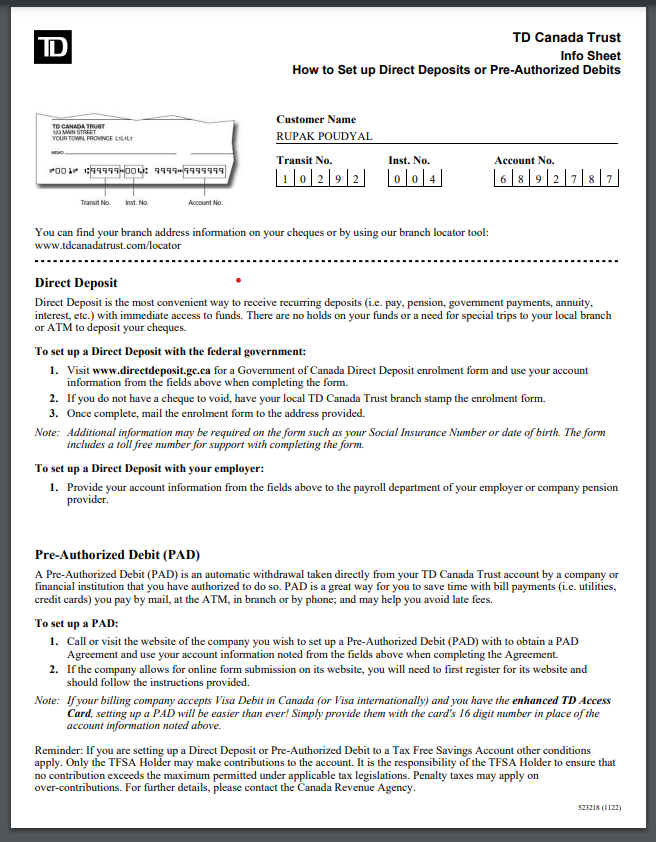 TD
TD Canada Trust
Info Sheet
How to Set up Direct Deposits or Pre-Authorized Debits
TD CANADA TRUST
123 MAIN STREET
YOUR TOWN, PROVINCE L1L1L1
MEMO
⑈001⑈ ⑆99999⑉004⑆ 9999⑉9999999
Transit No. Inst. No. Account No.
Customer Name
RUPAK POUDYAL
Transit No. Inst. No. Account No.
1 0 2 9 2 0 0 4 6 8 9 2 7 8 7
You can find your branch address information on your cheques or by using our branch locator tool:
www.tdcanadatrust.com/locator
Direct Deposit
Direct Deposit is the most convenient way to receive recurring deposits (i.e. pay, pension, government payments, annuity,
interest, etc.) with immediate access to funds. There are no holds on your funds or a need for special trips to your local branch
or ATM to deposit your cheques.
To set up a Direct Deposit with the federal government:
1. Visit www.directdeposit.gc.ca for a Government of Canada Direct Deposit enrolment form and use your account
information from the fields above when completing the form.
2. If you do not have a cheque to void, have your local TD Canada Trust branch stamp the enrolment form.
3. Once complete, mail the enrolment form to the address provided.
Note: Additional information may be required on the form such as your Social Insurance Number or date of birth. The form
includes a toll free number for support with completing the form.
To set up a Direct Deposit with your employer:
1. Provide your account information from the fields above to the payroll department of your employer or company pension
provider.
Pre-Authorized Debit (PAD)
A Pre-Authorized Debit (PAD) is an automatic withdrawal taken directly from your TD Canada Trust account by a company or
financial institution that you have authorized to do so. PAD is a great way for you to save time with bill payments (i.e. utilities,
credit cards) you pay by mail, at the ATM, in branch or by phone; and may help you avoid late fees.
To set up a PAD:
1. Call or visit the website of the company you wish to set up a Pre-Authorized Debit (PAD) with to obtain a PAD
Agreement and use your account information noted from the fields above when completing the Agreement.
2. If the company allows for online form submission on its website, you will need to first register for its website and
should follow the instructions provided.
Note: If your billing company accepts Visa Debit in Canada (or Visa internationally) and you have the enhanced TD Access
Card, setting up a PAD will be easier than ever! Simply provide them with the card's 16 digit number in place of the
account information noted above.
Reminder: If you are setting up a Direct Deposit or Pre-Authorized Debit to a Tax Free Savings Account other conditions
apply. Only the TFSA Holder may make contributions to the account. It is the responsibility of the TFSA Holder to ensure that
no contribution exceeds the maximum permitted under applicable tax legislations. Penalty taxes may apply on
over-contributions. For further details, please contact the Canada Revenue Agency.
523218 (1122)